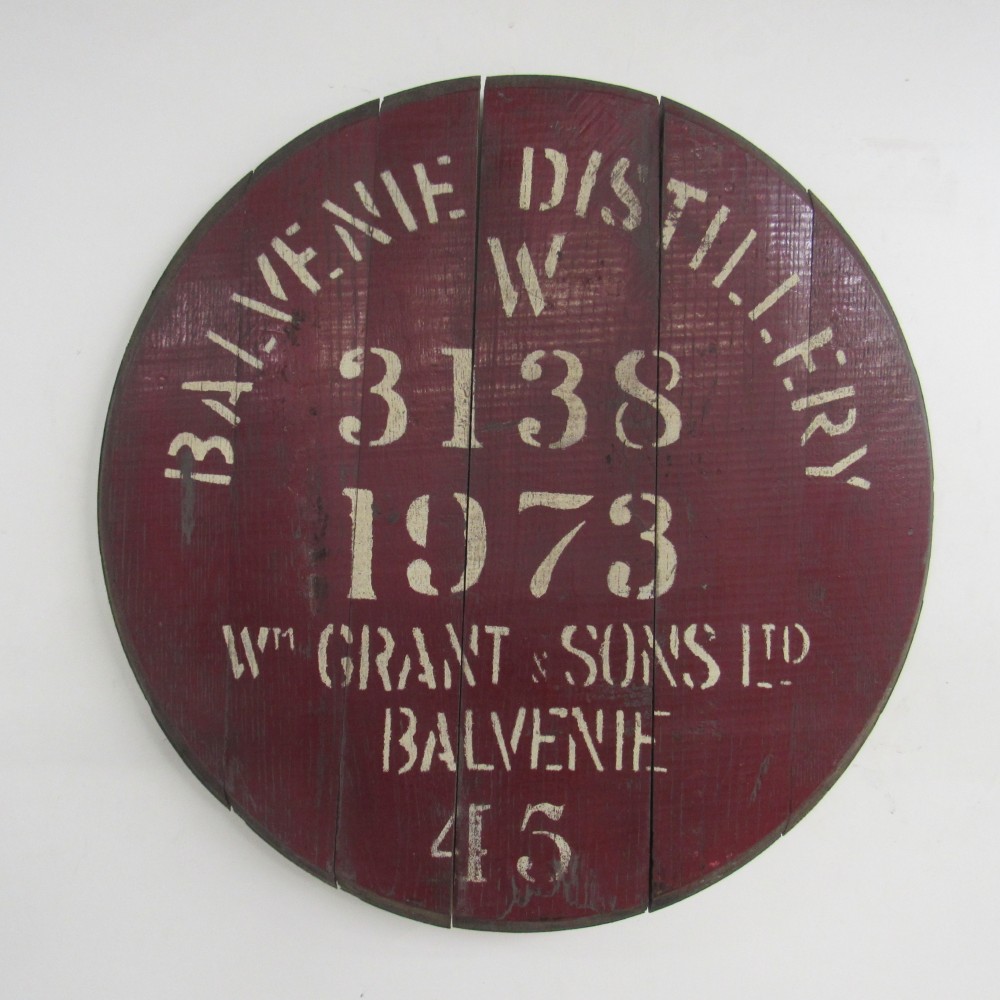 BALVENIE DISTILLERY
W
3138
1973
WM GRANT & SONS LTD
BALVENIE
45